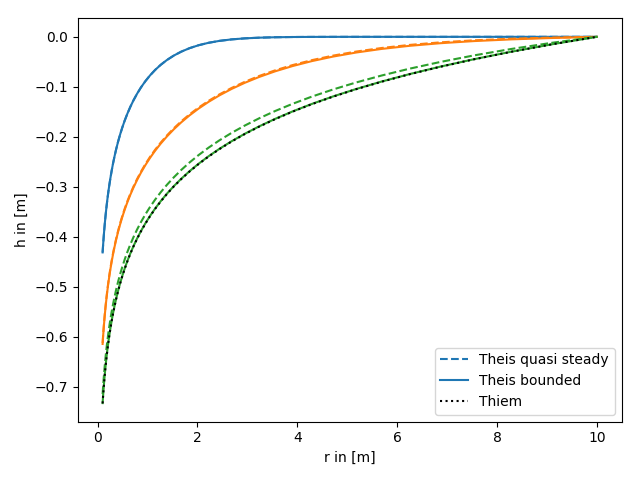 0.0
−0.1
−0.2
−0.3
−0.4
−0.5
−0.6
−0.7
h in [m]
0 2 4 6 8 10
r in [m]
Theis quasi steady
Theis bounded
Thiem